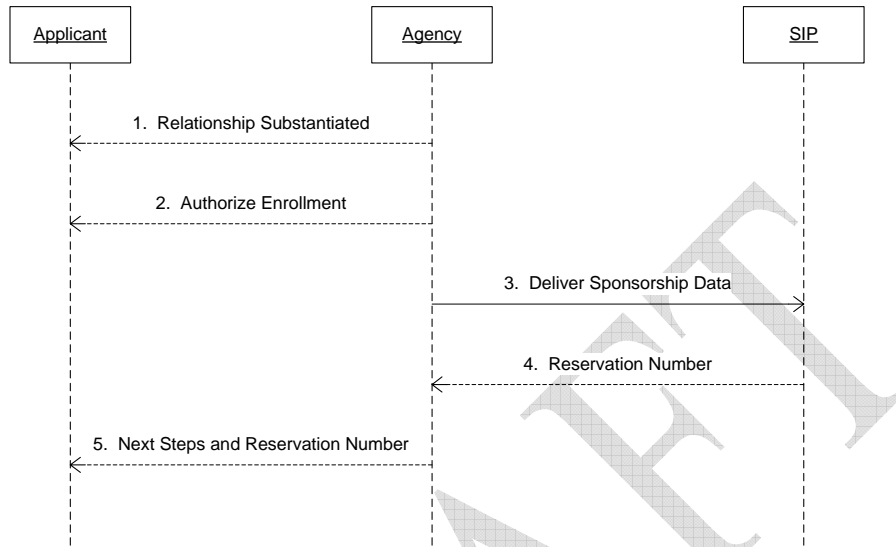 Applicant
Agency
SIP
1. Relationship Substantiated
2. Authorize Enrollment
3. Deliver Sponsorship Data
4. Reservation Number
5. Next Steps and Reservation Number